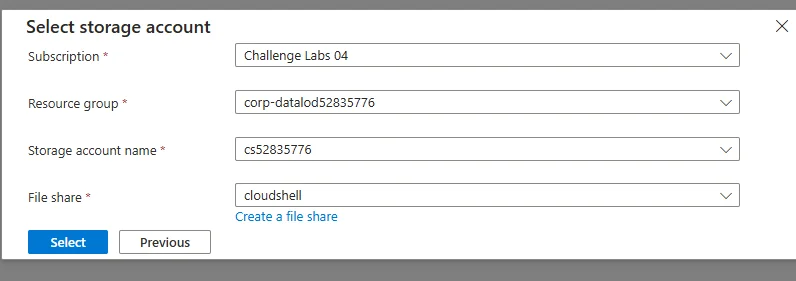 Select storage account
Subscription * Challenge Labs 04
Resource group * corp-datalod52835776
Storage account name * cs52835776
File share * cloudshell
Create a file share
Select Previous